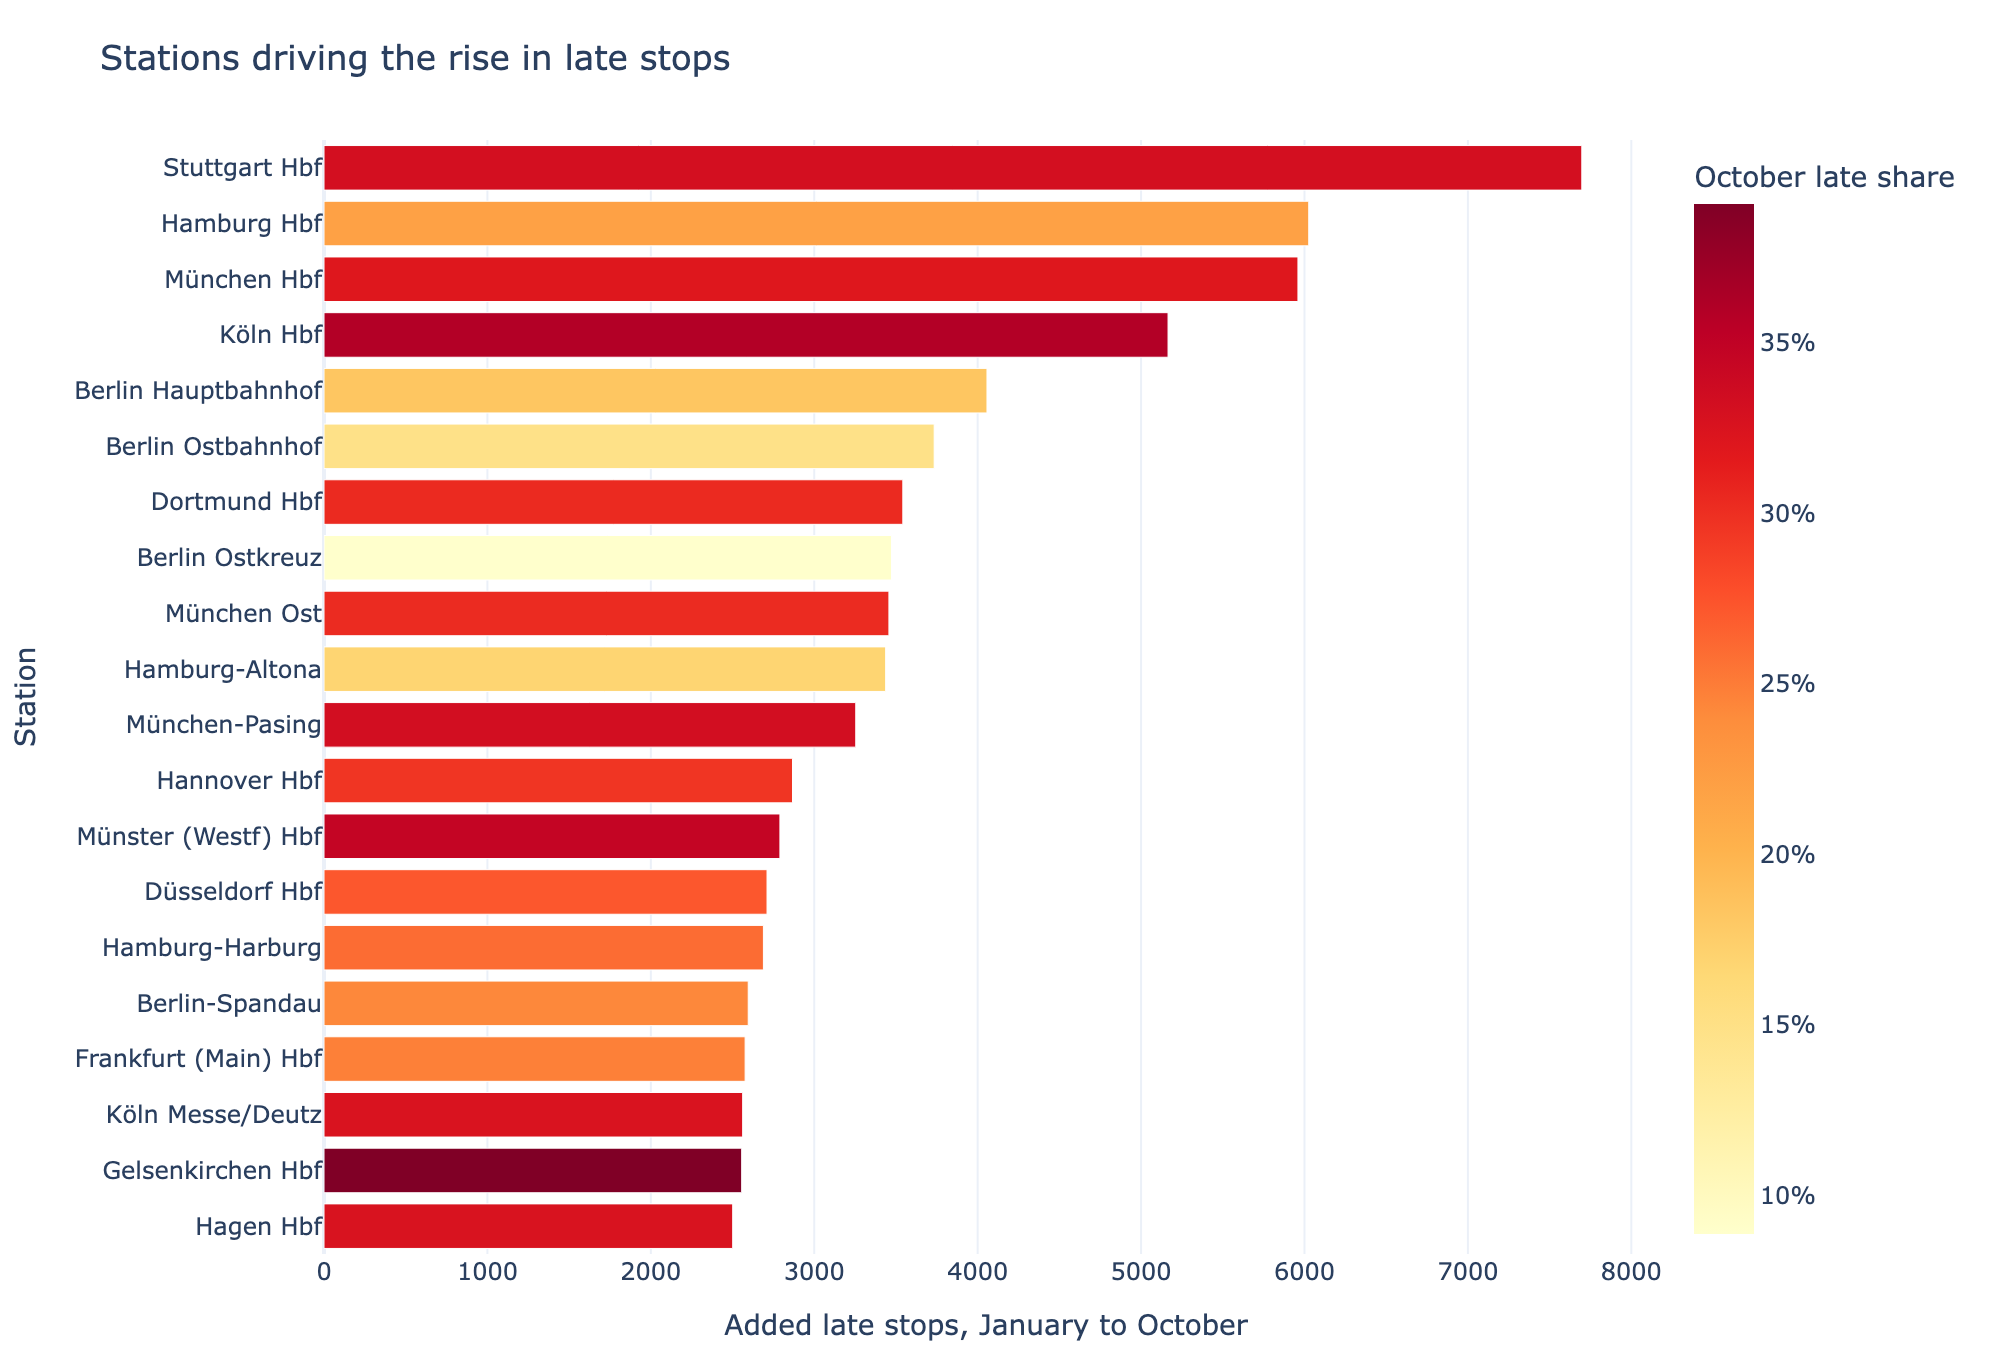 Stations driving the rise in late stops
Stuttgart Hbf
Hamburg Hbf
München Hbf
Köln Hbf
Berlin Hauptbahnhof
Berlin Ostbahnhof
Dortmund Hbf
Berlin Ostkreuz
München Ost
Hamburg-Altona
München-Pasing
Hannover Hbf
Münster (Westf) Hbf
Düsseldorf Hbf
Hamburg-Harburg
Berlin-Spandau
Frankfurt (Main) Hbf
Köln Messe/Deutz
Gelsenkirchen Hbf
Hagen Hbf
Station
0 1000 2000 3000 4000 5000 6000 7000 8000
Added late stops, January to October
October late share
35%
30%
25%
20%
15%
10%